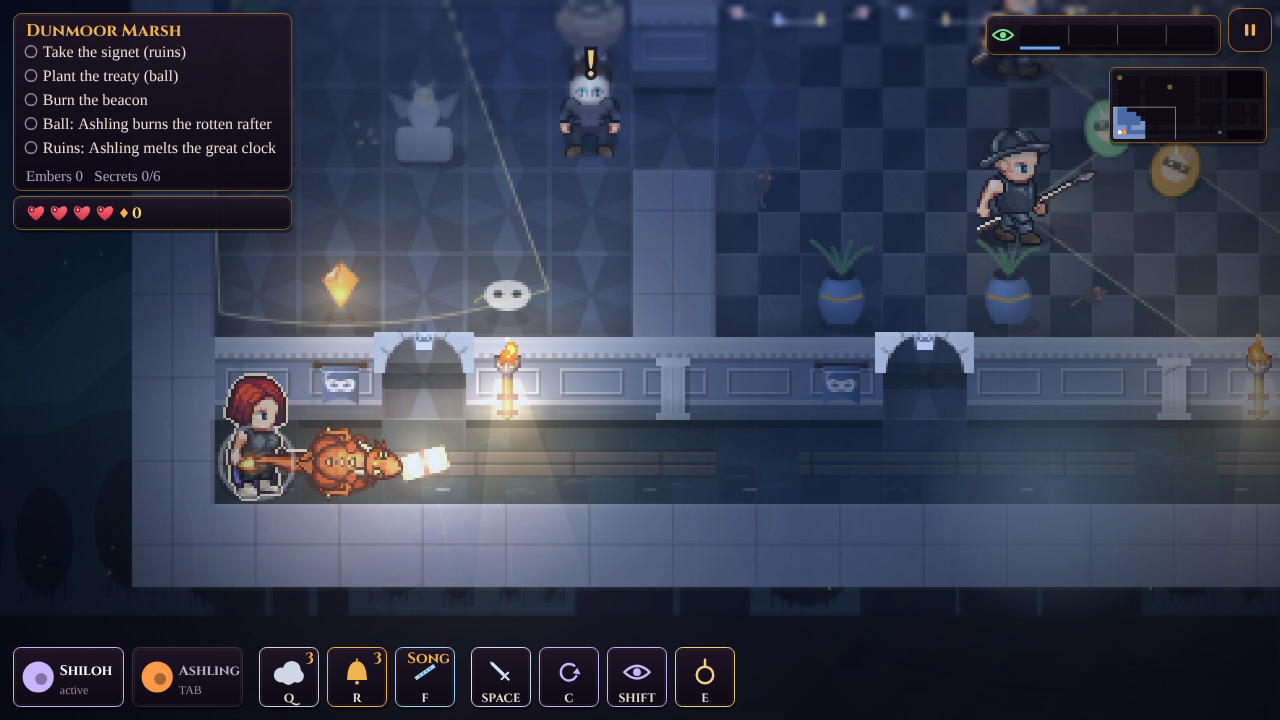 Dunmoor Marsh
Take the signet (ruins)
Plant the treaty (ball)
Burn the beacon
Ball: Ashling burns the rotten rafter
Ruins: Ashling melts the great clock
Embers 0 Secrets 0/6
0
!
Shiloh
active
Ashling
TAB
3
Q
3
R
Song
F
SPACE
C
SHIFT
E